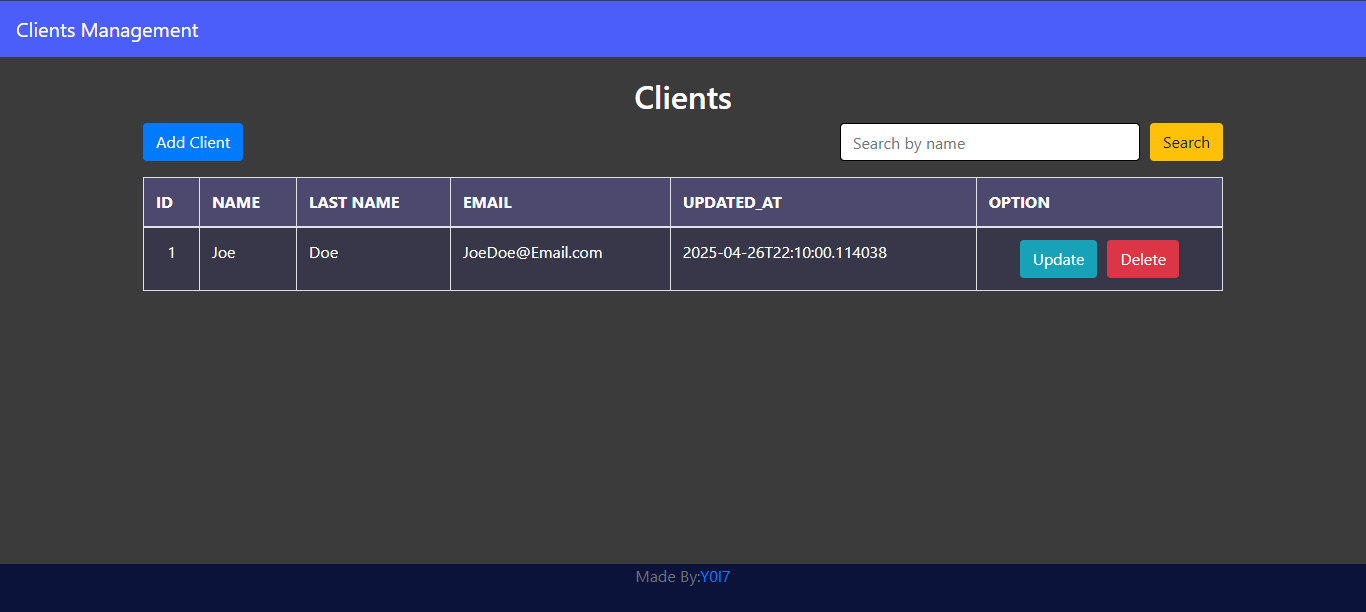 Clients Management
Clients
Add Client
Search by name
Search
ID NAME LAST NAME EMAIL UPDATED_AT OPTION
1 Joe Doe JoeDoe@Email.com 2025-04-26T22:10:00.114038 Update Delete
Made By:Y0I7